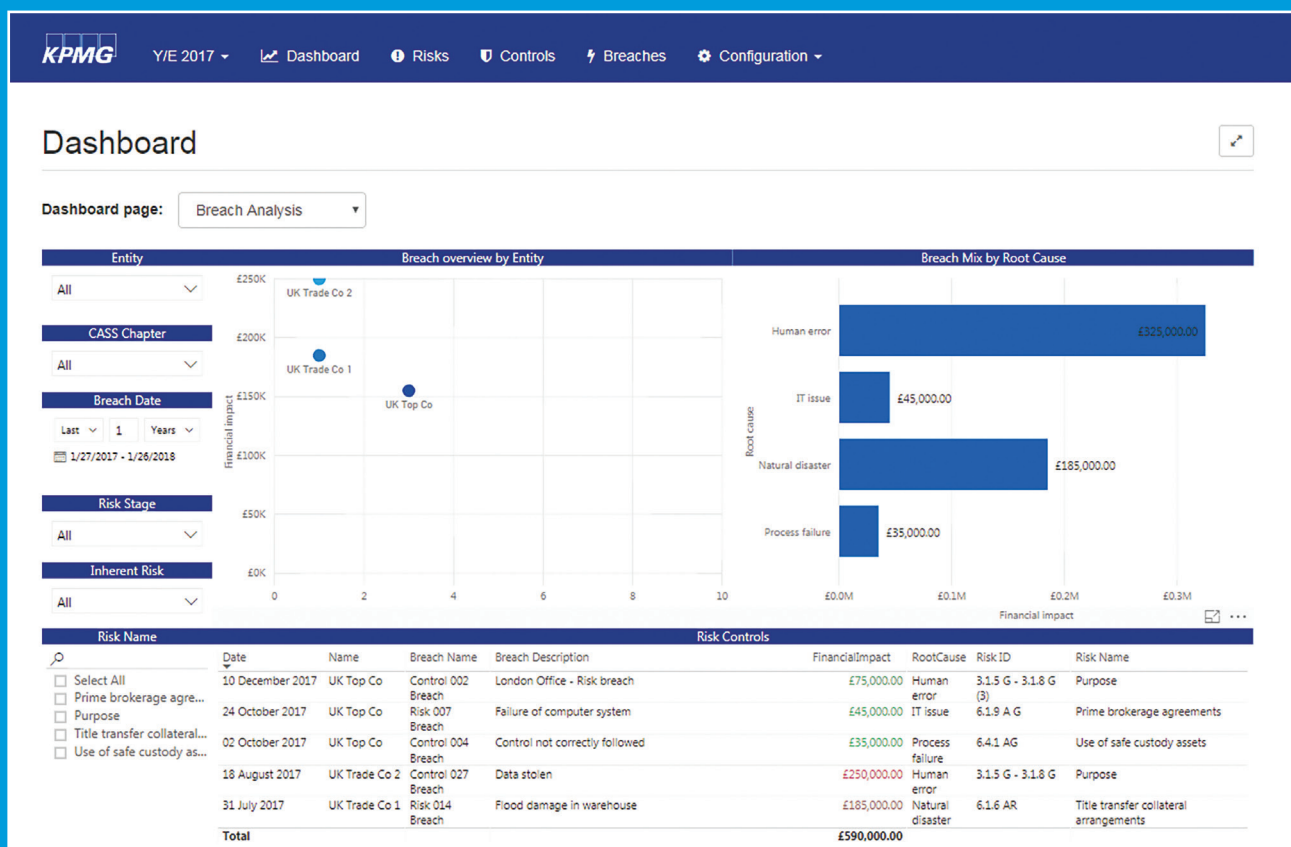 KPMG Y/E 2017 Dashboard Risks Controls Breaches Configuration
Dashboard
Dashboard page: Breach Analysis
Entity
All
CASS Chapter
All
Breach Date
Last 1 Years
1/27/2017 - 1/26/2018
Risk Stage
All
Inherent Risk
All
Breach overview by Entity
Financial impact
£250K
£200K
£150K
£100K
£50K
£0K
UK Trade Co 2
UK Trade Co 1
UK Top Co
0 2 4 6 8 10
Breach Mix by Root Cause
Root cause
Human error £325,000.00
IT issue £45,000.00
Natural disaster £185,000.00
Process failure £35,000.00
£0.0M £0.1M £0.2M £0.3M
Financial impact
Risk Name
Select All
Prime brokerage agre...
Purpose
Title transfer collateral...
Use of safe custody as...
Risk Controls
Date Name Breach Name Breach Description FinancialImpact RootCause Risk ID Risk Name
10 December 2017 UK Top Co Control 002 London Office - Risk breach £75,000.00 Human 3.1.5 G - 3.1.8 G Purpose
Breach error (3)
24 October 2017 UK Top Co Risk 007 Failure of computer system £45,000.00 IT issue 6.1.9 A G Prime brokerage agreements
Breach
02 October 2017 UK Top Co Control 004 Control not correctly followed £35,000.00 Process 6.4.1 AG Use of safe custody assets
Breach failure
18 August 2017 UK Trade Co 2 Control 027 Data stolen £250,000.00 Human 3.1.5 G - 3.1.8 G Purpose
Breach error
31 July 2017 UK Trade Co 1 Risk 014 Flood damage in warehouse £185,000.00 Natural 6.1.6 AR Title transfer collateral
Breach disaster arrangements
Total £590,000.00